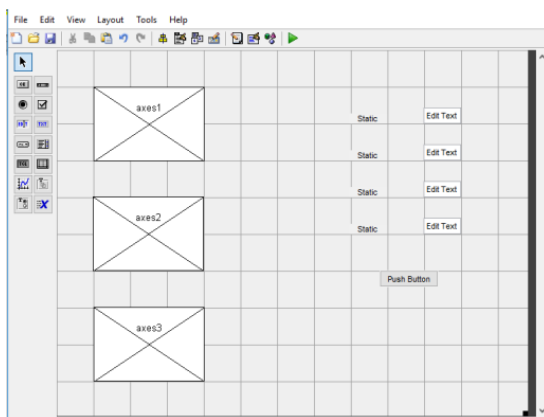 File Edit View Layout Tools Help
axes1
Static Edit Text
Static Edit Text
Static Edit Text
axes2
Static Edit Text
Push Button
axes3